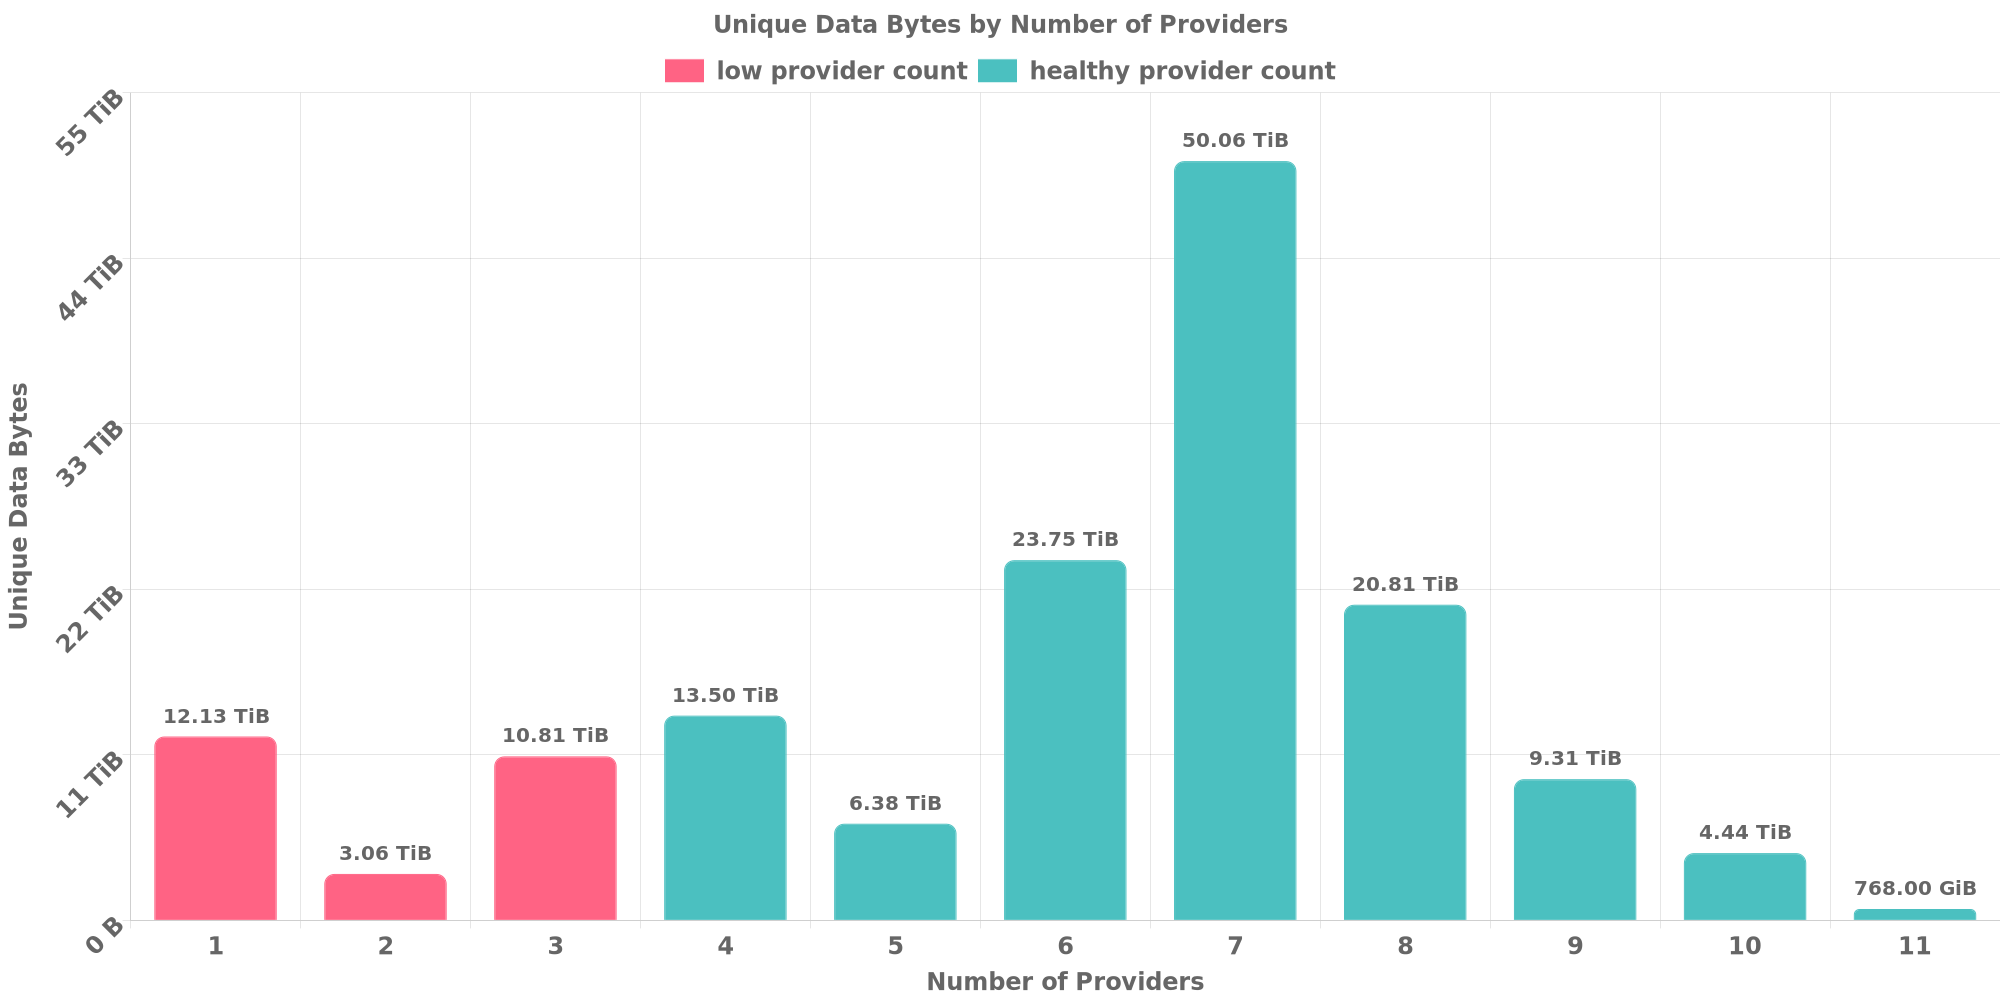 Unique Data Bytes by Number of Providers
low provider count healthy provider count
55 TiB
44 TiB
33 TiB
22 TiB
11 TiB
0 B
Unique Data Bytes
12.13 TiB
3.06 TiB
10.81 TiB
13.50 TiB
6.38 TiB
23.75 TiB
50.06 TiB
20.81 TiB
9.31 TiB
4.44 TiB
768.00 GiB
1 2 3 4 5 6 7 8 9 10 11
Number of Providers